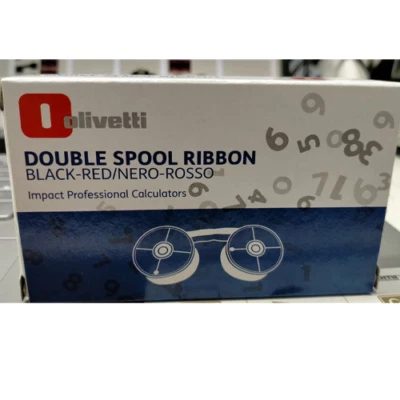 olivetti
DOUBLE SPOOL RIBBON
BLACK-RED/NERO-ROSSO
Impact Professional Calculators